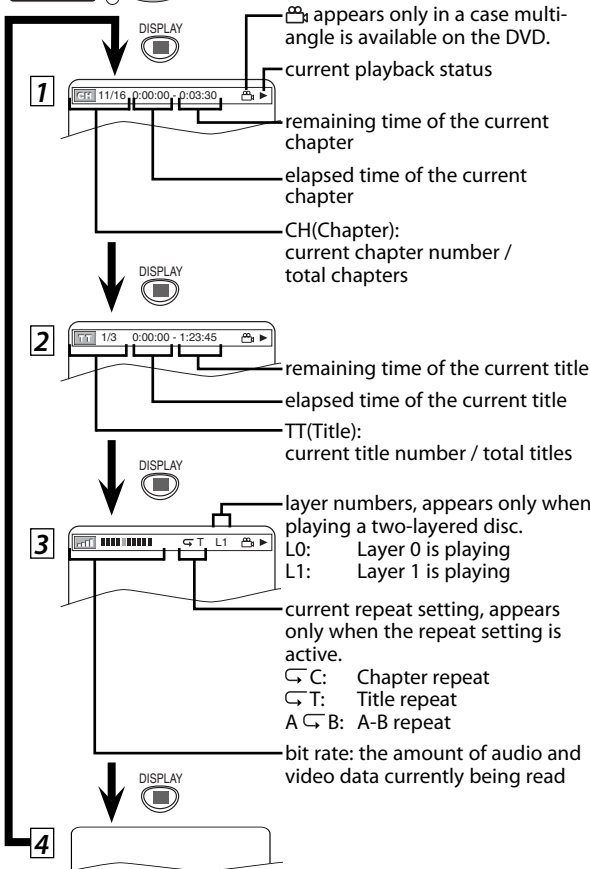 DISPLAY
appears only in a case multi-
angle is available on the DVD.
current playback status
1
CH 11/16 0:00:00 - 0:03:30
remaining time of the current
chapter
elapsed time of the current
chapter
CH(Chapter):
current chapter number /
total chapters
DISPLAY
2
TT 1/3 0:00:00 - 1:23:45
remaining time of the current title
elapsed time of the current title
TT(Title):
current title number / total titles
DISPLAY
layer numbers, appears only when
playing a two-layered disc.
L0: Layer 0 is playing
L1: Layer 1 is playing
3
T L1
current repeat setting, appears
only when the repeat setting is
active.
C: Chapter repeat
T: Title repeat
A B: A-B repeat
bit rate: the amount of audio and
video data currently being read
DISPLAY
4